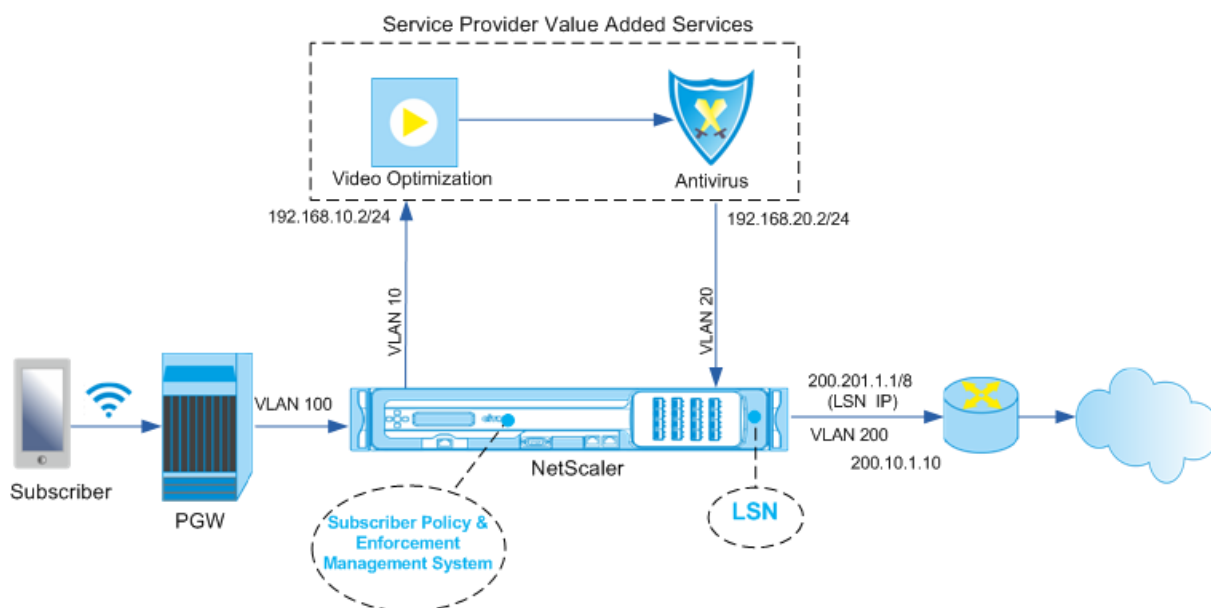 Service Provider Value Added Services
Video Optimization
Antivirus
192.168.10.2/24
192.168.20.2/24
VLAN 10
VLAN 20
VLAN 100
200.201.1.1/8
(LSN IP)
VLAN 200
200.10.1.10
NetScaler
Subscriber
PGW
Subscriber Policy &
Enforcement
Management System
LSN